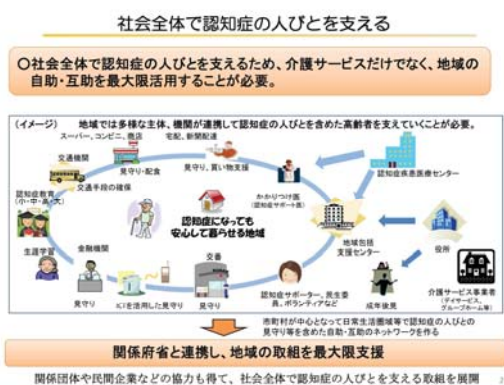 社会全体で認知症の人びとを支える
○社会全体で認知症の人びとを支えるため、介護サービスだけでなく、地域の
自助・互助を最大限活用することが必要。
(イメージ) 地域では多様な主体、機関が連携して認知症の人びとを含めた高齢者を支えていくことが必要。
スーパー、コンビニ、商店
宅配、新聞配達
交通機関
見守り・配食
見守り、買い物支援
交通手段の確保
認知症疾患医療センター
かかりつけ医
(認知症サポート医)
認知症教育
(小・中・高・大)
認知症になっても
安心して暮らせる地域
生涯学習
金融機関
交番
地域包括
支援センター
役所
見守り
ICTを活用した見守り
見守り
認知症サポーター、民生委
員、ボランティアなど
成年後見
介護サービス事業者
(デイサービス、
グループホーム等)
市町村が中心となって日常生活圏域等で認知症の人びとの
見守り等を含めた自助・互助のネットワークを作る
関係府省と連携し、地域の取組を最大限支援
関係団体や民間企業などの協力も得て、社会全体で認知症の人びとを支える取組を展開